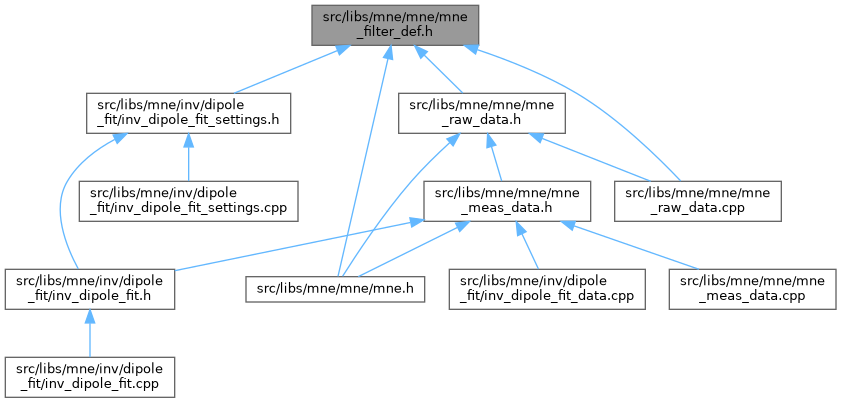 src/libs/mne/mne/mne
_filter_def.h
src/libs/mne/inv/dipole
_fit/inv_dipole_fit_settings.h
src/libs/mne/mne/mne
_raw_data.h
src/libs/mne/inv/dipole
_fit/inv_dipole_fit_settings.cpp
src/libs/mne/mne/mne
_meas_data.h
src/libs/mne/mne/mne
_raw_data.cpp
src/libs/mne/inv/dipole
_fit/inv_dipole_fit.h
src/libs/mne/mne/mne.h
src/libs/mne/inv/dipole
_fit/inv_dipole_fit_data.cpp
src/libs/mne/mne/mne
_meas_data.cpp
src/libs/mne/inv/dipole
_fit/inv_dipole_fit.cpp